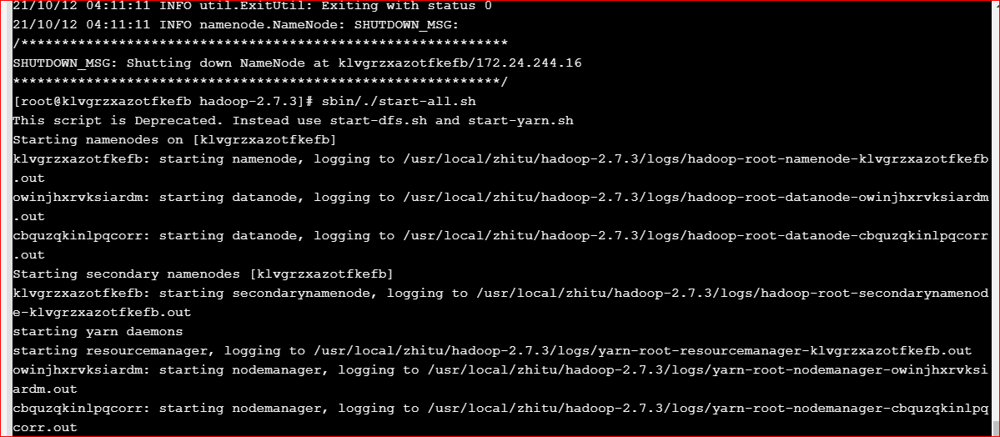 21/10/12 04:11:11 INFO util.ExitUtil: Exiting with status 0
21/10/12 04:11:11 INFO namenode.NameNode: SHUTDOWN_MSG:
/************************************************************
SHUTDOWN_MSG: Shutting down NameNode at klvgrzxazotfkefb/172.24.244.16
************************************************************/
[root@klvgrzxazotfkefb hadoop-2.7.3]# sbin/./start-all.sh
This script is Deprecated. Instead use start-dfs.sh and start-yarn.sh
Starting namenodes on [klvgrzxazotfkefb]
klvgrzxazotfkefb: starting namenode, logging to /usr/local/zhitu/hadoop-2.7.3/logs/hadoop-root-namenode-klvgrzxazotfkefb
.out
owinjhxrvksiardm: starting datanode, logging to /usr/local/zhitu/hadoop-2.7.3/logs/hadoop-root-datanode-owinjhxrvksiardm
.out
cbquzqkinlpqcorr: starting datanode, logging to /usr/local/zhitu/hadoop-2.7.3/logs/hadoop-root-datanode-cbquzqkinlpqcorr
.out
Starting secondary namenodes [klvgrzxazotfkefb]
klvgrzxazotfkefb: starting secondarynamenode, logging to /usr/local/zhitu/hadoop-2.7.3/logs/hadoop-root-secondarynamenod
e-klvgrzxazotfkefb.out
starting yarn daemons
starting resourcemanager, logging to /usr/local/zhitu/hadoop-2.7.3/logs/yarn-root-resourcemanager-klvgrzxazotfkefb.out
owinjhxrvksiardm: starting nodemanager, logging to /usr/local/zhitu/hadoop-2.7.3/logs/yarn-root-nodemanager-owinjhxrvksi
ardm.out
cbquzqkinlpqcorr: starting nodemanager, logging to /usr/local/zhitu/hadoop-2.7.3/logs/yarn-root-nodemanager-cbquzqkinlpq
corr.out